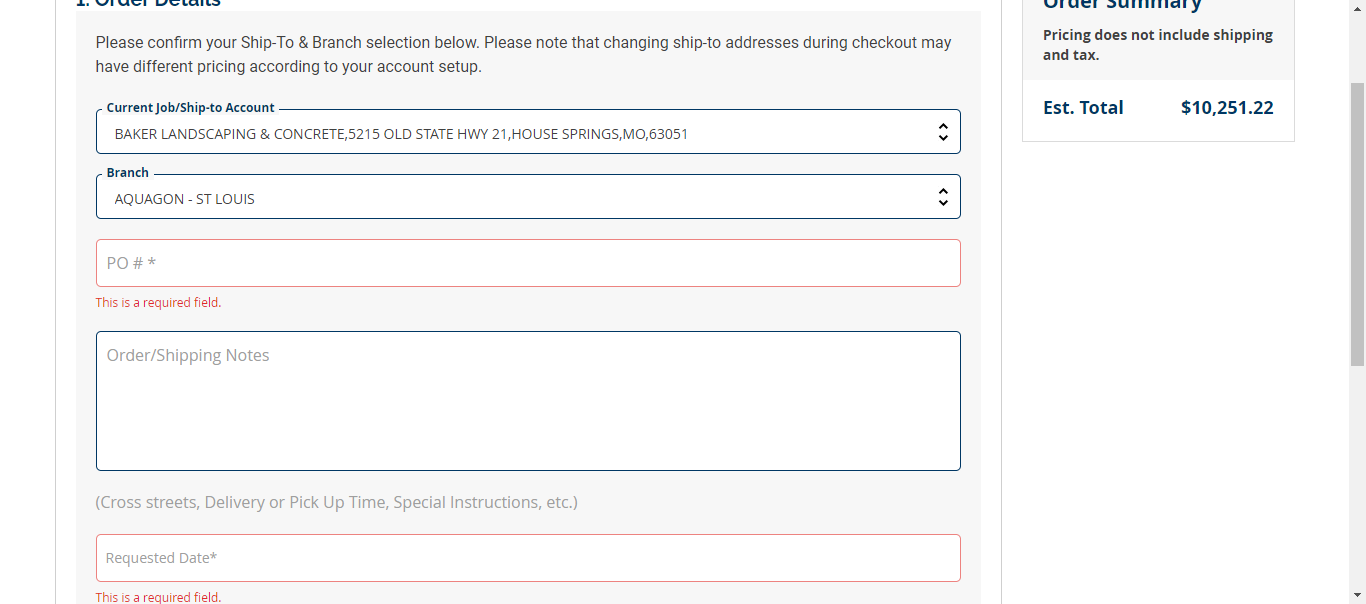 1. Order Details
Please confirm your Ship-To & Branch selection below. Please note that changing ship-to addresses during checkout may
have different pricing according to your account setup.
Current Job/Ship-to Account
BAKER LANDSCAPING & CONCRETE,5215 OLD STATE HWY 21,HOUSE SPRINGS,MO,63051
Branch
AQUAGON - ST LOUIS
PO # *
This is a required field.
Order/Shipping Notes
(Cross streets, Delivery or Pick Up Time, Special Instructions, etc.)
Requested Date*
This is a required field.
Order Summary
Pricing does not include shipping
and tax.
Est. Total $10,251.22